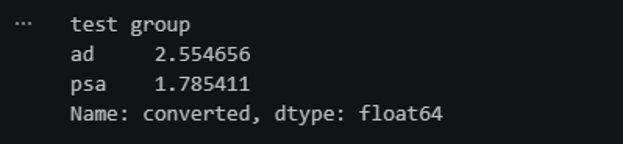 ... test group
ad     2.554656
psa    1.785411
Name: converted, dtype: float64